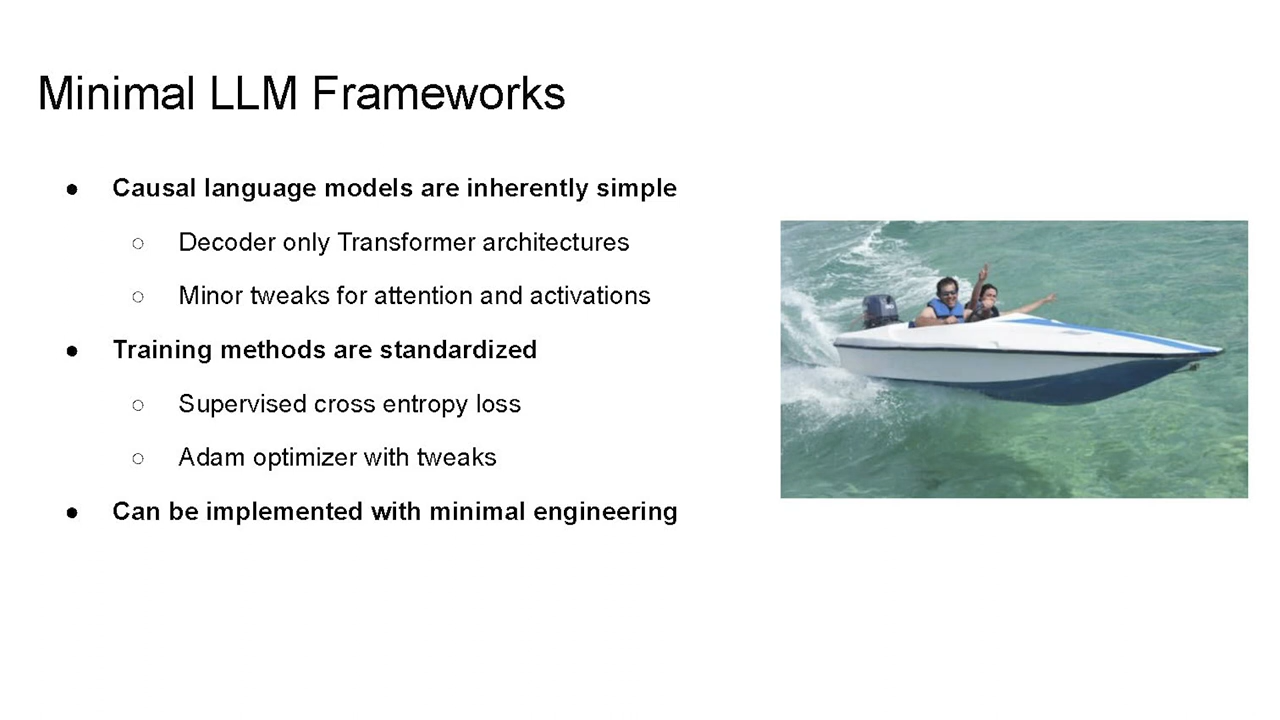 Minimal LLM Frameworks
● Causal language models are inherently simple
○ Decoder only Transformer architectures
○ Minor tweaks for attention and activations
● Training methods are standardized
○ Supervised cross entropy loss
○ Adam optimizer with tweaks
● Can be implemented with minimal engineering